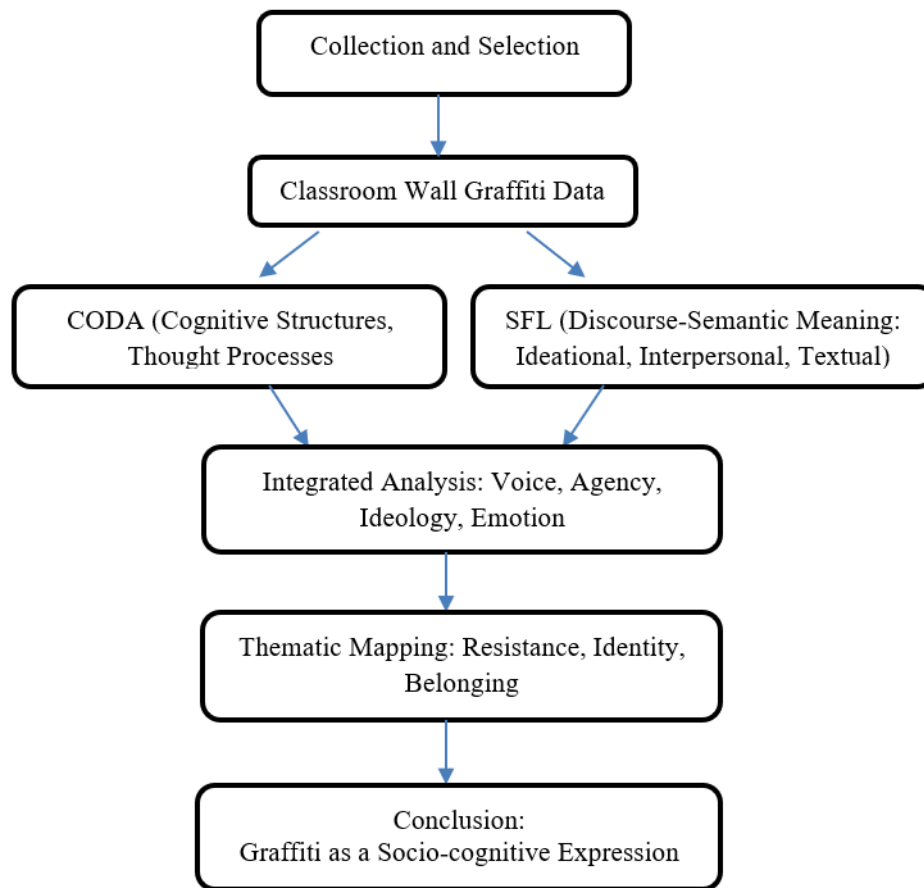 Collection and Selection
Classroom Wall Graffiti Data
CODA (Cognitive Structures,
Thought Processes
SFL (Discourse-Semantic Meaning:
Ideational, Interpersonal, Textual)
Integrated Analysis: Voice, Agency,
Ideology, Emotion
Thematic Mapping: Resistance, Identity,
Belonging
Conclusion:
Graffiti as a Socio-cognitive Expression